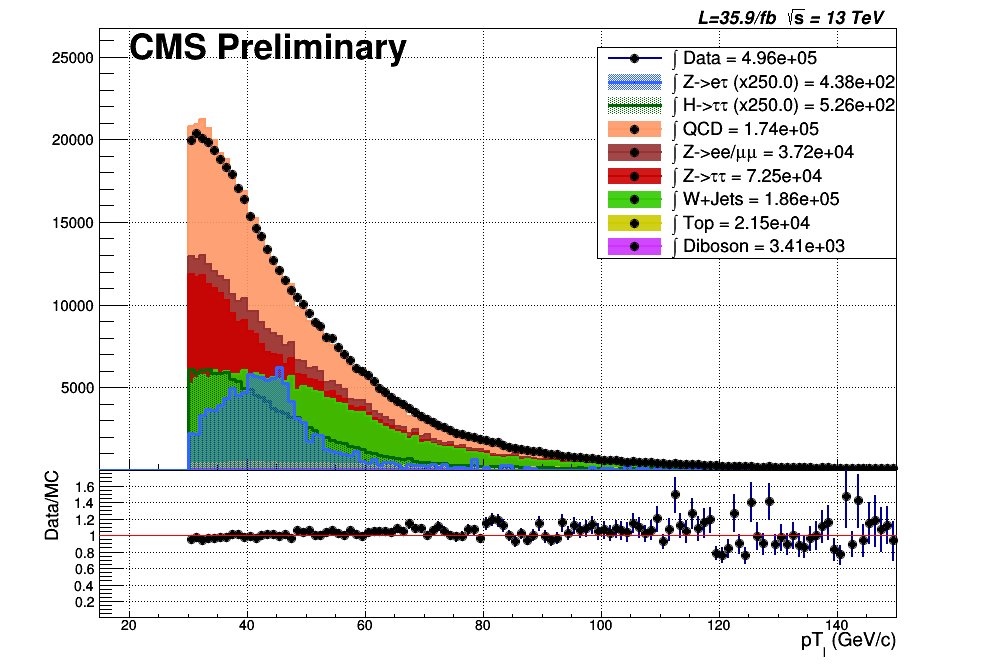 L=35.9/fb √s = 13 TeV
CMS Preliminary
∫ Data = 4.96e+05
∫ Z->eτ (x250.0) = 4.38e+02
∫ H->ττ (x250.0) = 5.26e+02
∫ QCD = 1.74e+05
∫ Z->ee/μμ = 3.72e+04
∫ Z->ττ = 7.25e+04
∫ W+Jets = 1.86e+05
∫ Top = 2.15e+04
∫ Diboson = 3.41e+03
25000
20000
15000
10000
5000
Data/MC
1.6
1.4
1.2
1
0.8
0.6
0.4
0.2
20 40 60 80 100 120 140
pT_l (GeV/c)